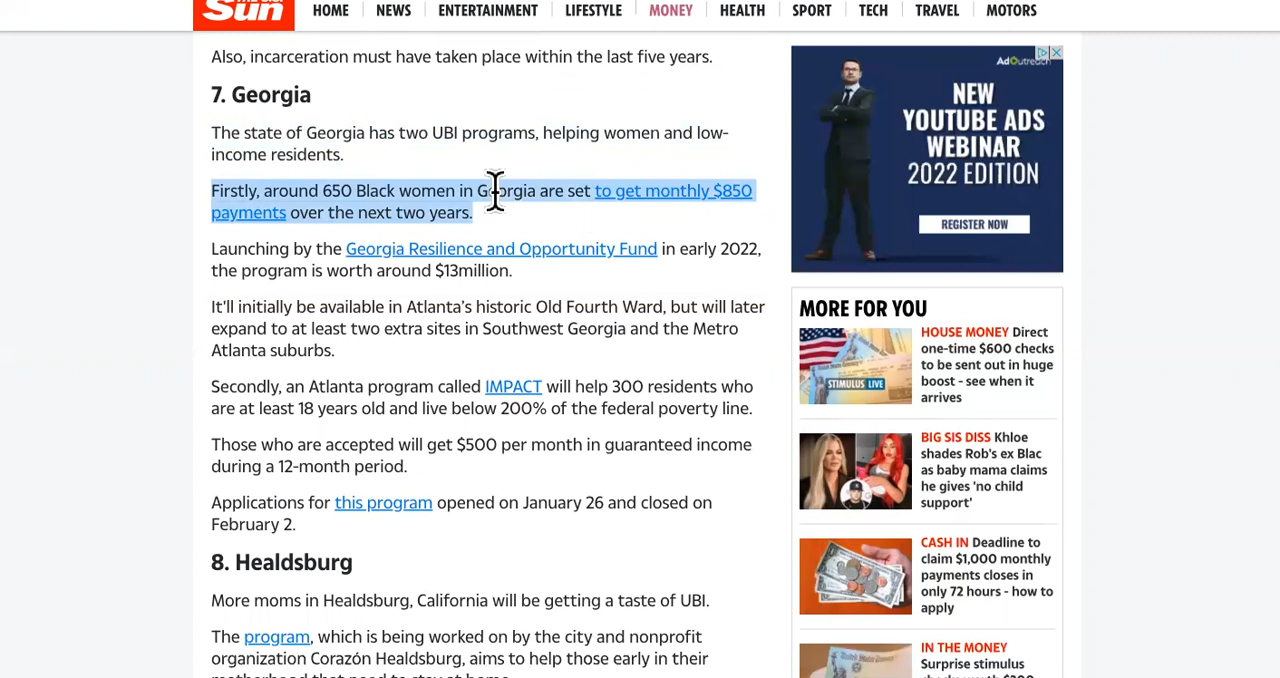 Sun
HOME NEWS ENTERTAINMENT LIFESTYLE MONEY HEALTH SPORT TECH TRAVEL MOTORS
Also, incarceration must have taken place within the last five years.
7. Georgia
The state of Georgia has two UBI programs, helping women and low-
income residents.
Firstly, around 650 Black women in Georgia are set to get monthly $850
payments over the next two years.
Launching by the Georgia Resilience and Opportunity Fund in early 2022,
the program is worth around $13million.
It'll initially be available in Atlanta's historic Old Fourth Ward, but will later
expand to at least two extra sites in Southwest Georgia and the Metro
Atlanta suburbs.
Secondly, an Atlanta program called IMPACT will help 300 residents who
are at least 18 years old and live below 200% of the federal poverty line.
Those who are accepted will get $500 per month in guaranteed income
during a 12-month period.
Applications for this program opened on January 26 and closed on
February 2.
8. Healdsburg
More moms in Healdsburg, California will be getting a taste of UBI.
The program, which is being worked on by the city and nonprofit
organization Corazón Healdsburg, aims to help those early in their
AdOutreach
NEW
YOUTUBE ADS
WEBINAR
2022 EDITION
REGISTER NOW
MORE FOR YOU
STIMULUS LIVE
HOUSE MONEY Direct
one-time $600 checks
to be sent out in huge
boost - see when it
arrives
BIG SIS DISS Khloe
shades Rob's ex Blac
as baby mama claims
he gives 'no child
support'
CASH IN Deadline to
claim $1,000 monthly
payments closes in
only 72 hours - how to
apply
IN THE MONEY
Surprise stimulus